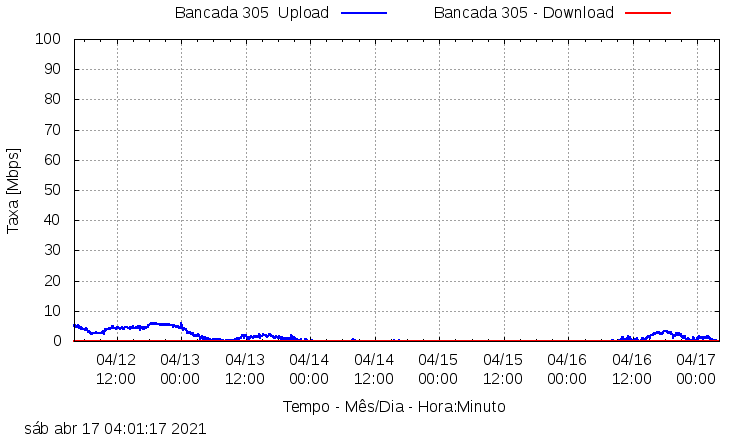 Bancada 305  Upload
Bancada 305 - Download
Taxa [Mbps]
100
90
80
70
60
50
40
30
20
10
0
04/12 04/13 04/13 04/14 04/14 04/15 04/15 04/16 04/16 04/17
12:00 00:00 12:00 00:00 12:00 00:00 12:00 00:00 12:00 00:00
Tempo - Mês/Dia - Hora:Minuto
sáb abr 17 04:01:17 2021